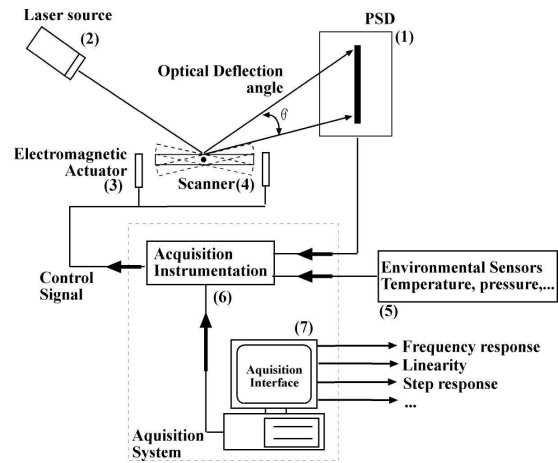 Laser source
(2)
PSD
(1)
Optical Deflection
angle
θ
Electromagnetic
Actuator
(3)
Scanner(4)
Acquisition
Instrumentation
(6)
Control
Signal
Environmental Sensors
Temperature, pressure,...
(5)
(7)
Acquisition
Interface
Frequency response
Linearity
Step response
...
Aquisition
System